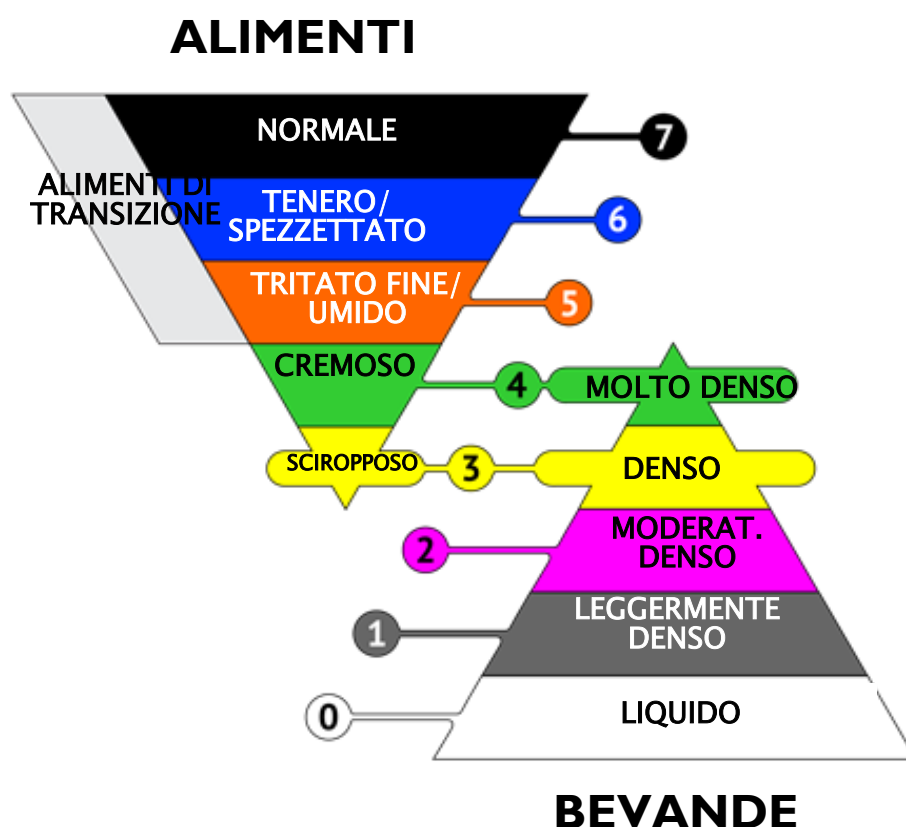 ALIMENTI
NORMALE
7
ALIMENTI DI
TRANSIZIONE
TENERO/
SPEZZETTATO
6
TRITATO FINE/
UMIDO
5
CREMOSO
4
MOLTO DENSO
SCIROPPOSO
3
DENSO
2
MODERAT.
DENSO
1
LEGGERMENTE
DENSO
0
LIQUIDO
BEVANDE